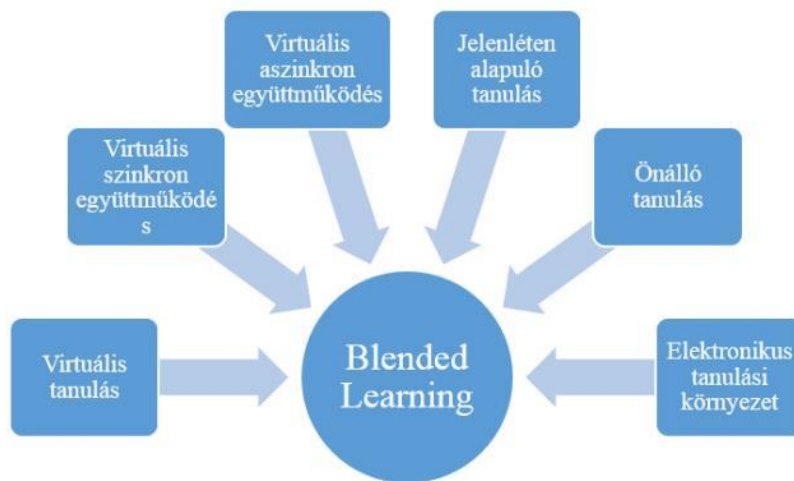 Virtuális
aszinkron
együttműködés
Jelenléten
alapuló
tanulás
Virtuális
szinkron
együttműködé
s
Önálló
tanulás
Virtuális
tanulás
Blended
Learning
Elektronikus
tanulási
környezet